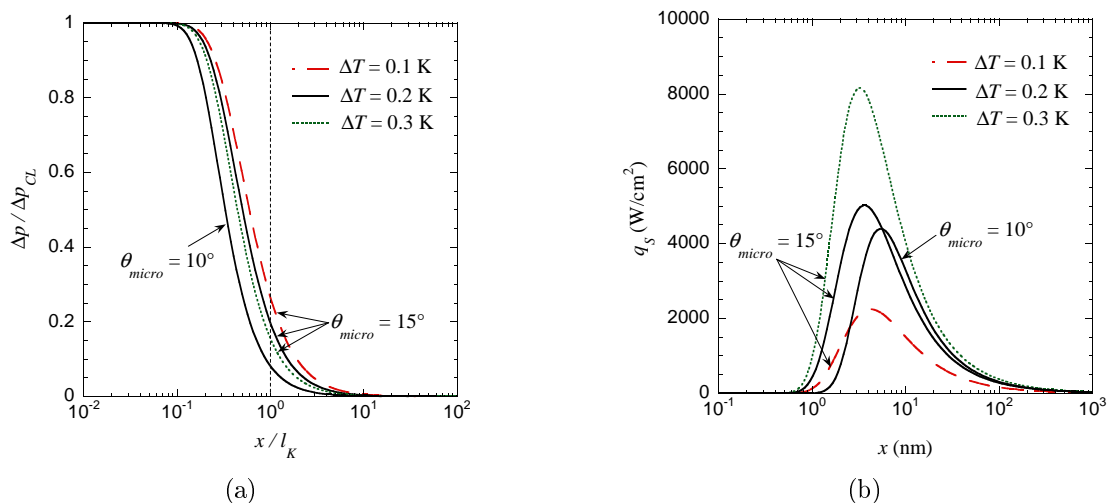 1
0.8
0.6
0.4
0.2
0
Δp / Δp_CL
10^-2
10^-1
10^0
10^1
10^2
x / l_K
ΔT = 0.1 K
ΔT = 0.2 K
ΔT = 0.3 K
θ_micro = 10°
θ_micro = 15°
(a)
10000
8000
6000
4000
2000
0
q_S (W/cm^2)
10^-1
10^0
10^1
10^2
10^3
x (nm)
ΔT = 0.1 K
ΔT = 0.2 K
ΔT = 0.3 K
θ_micro = 15°
θ_micro = 10°
(b)